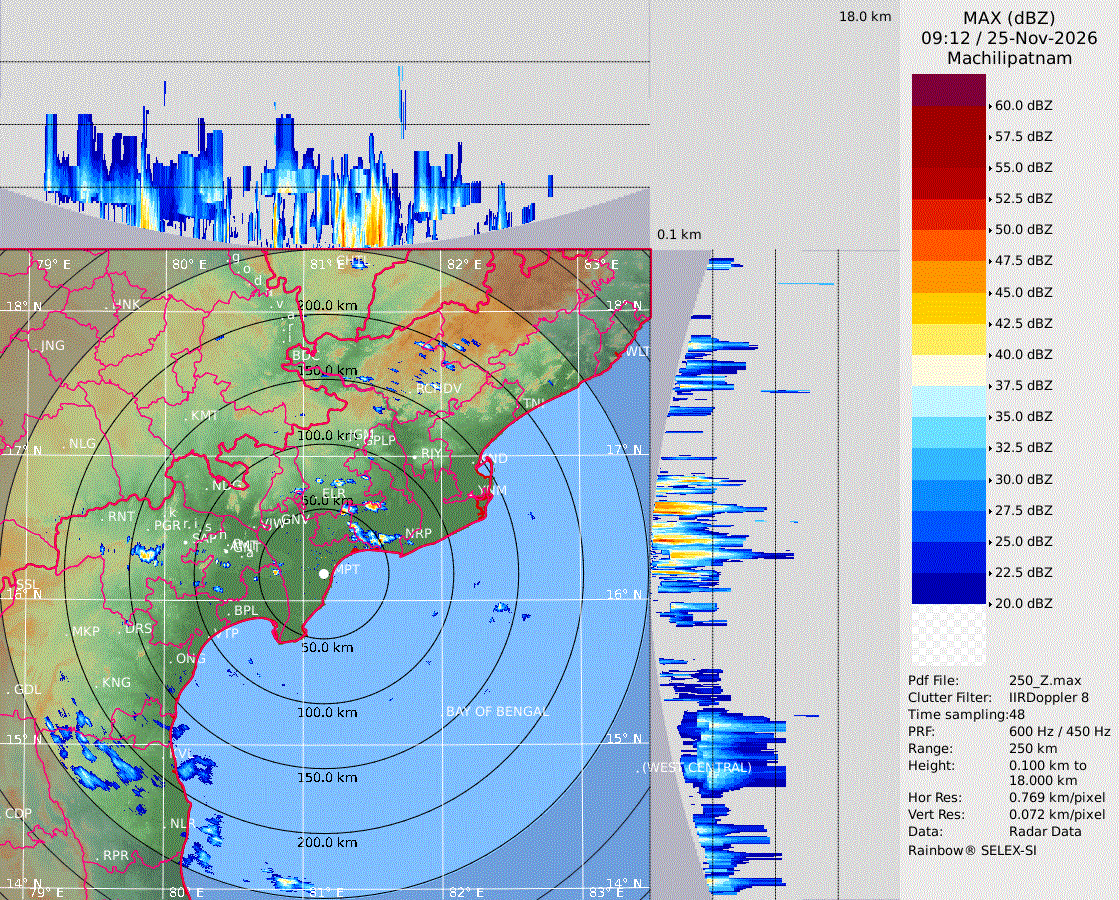 18.0 km
0.1 km
MAX (dBZ)
09:12 / 25-Nov-2026
Machilipatnam
60.0 dBZ
57.5 dBZ
55.0 dBZ
52.5 dBZ
50.0 dBZ
47.5 dBZ
45.0 dBZ
42.5 dBZ
40.0 dBZ
37.5 dBZ
35.0 dBZ
32.5 dBZ
30.0 dBZ
27.5 dBZ
25.0 dBZ
22.5 dBZ
20.0 dBZ
Pdf File: 250_Z.max
Clutter Filter: IIRDoppler 8
Time sampling:48
PRF: 600 Hz / 450 Hz
Range: 250 km
Height: 0.100 km to
18.000 km
Hor Res: 0.769 km/pixel
Vert Res: 0.072 km/pixel
Data: Radar Data
Rainbow® SELEX-SI
79° E 80° E 81° E 82° E 83° E
18° N HNK 200.0 km 18° N
JNG WLT
150.0 km
KMT RCHDV TNI
100.0 km
17° N NLG GPLP RJY 17° N
ELR YNM
50.0 km
RNT PGR VJW GNV NRP
MPT
SSL 16° N 16° N
BPL
MKP DRS
ONG 50.0 km
GDL KNG
100.0 km BAY OF BENGAL
15° N 15° N
150.0 km (WEST CENTRAL)
CDP NLR
200.0 km
RPR
14° N 14° N
79° E 80° 81° E 82° E 83° E